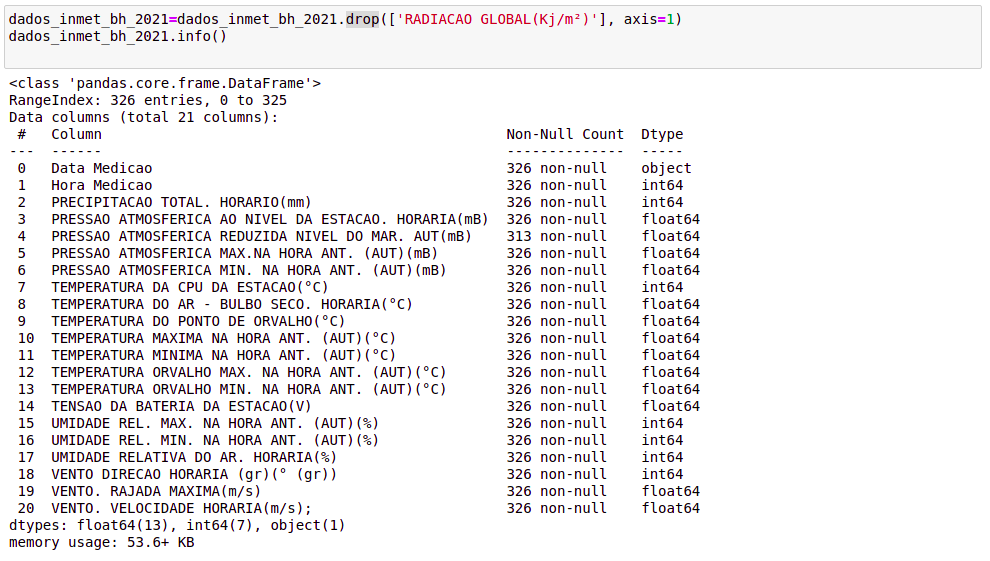 dados_inmet_bh_2021=dados_inmet_bh_2021.drop(['RADIACAO GLOBAL(Kj/m²)'], axis=1)
dados_inmet_bh_2021.info()
<class 'pandas.core.frame.DataFrame'>
RangeIndex: 326 entries, 0 to 325
Data columns (total 21 columns):
 #   Column                                              Non-Null Count  Dtype
---  ------                                              --------------  -----
 0   Data Medicao                                        326 non-null    object
 1   Hora Medicao                                        326 non-null    int64
 2   PRECIPITACAO TOTAL. HORARIO(mm)                     326 non-null    int64
 3   PRESSAO ATMOSFERICA AO NIVEL DA ESTACAO. HORARIA(mB)  326 non-null    float64
 4   PRESSAO ATMOSFERICA REDUZIDA NIVEL DO MAR. AUT(mB)  313 non-null    float64
 5   PRESSAO ATMOSFERICA MAX.NA HORA ANT. (AUT)(mB)      326 non-null    float64
 6   PRESSAO ATMOSFERICA MIN. NA HORA ANT. (AUT)(mB)     326 non-null    float64
 7   TEMPERATURA DA CPU DA ESTACAO(°C)                   326 non-null    int64
 8   TEMPERATURA DO AR - BULBO SECO. HORARIA(°C)         326 non-null    float64
 9   TEMPERATURA DO PONTO DE ORVALHO(°C)                 326 non-null    float64
 10  TEMPERATURA MAXIMA NA HORA ANT. (AUT)(°C)           326 non-null    float64
 11  TEMPERATURA MINIMA NA HORA ANT. (AUT)(°C)           326 non-null    float64
 12  TEMPERATURA ORVALHO MAX. NA HORA ANT. (AUT)(°C)     326 non-null    float64
 13  TEMPERATURA ORVALHO MIN. NA HORA ANT. (AUT)(°C)     326 non-null    float64
 14  TENSAO DA BATERIA DA ESTACAO(V)                     326 non-null    float64
 15  UMIDADE REL. MAX. NA HORA ANT. (AUT)(%)             326 non-null    int64
 16  UMIDADE REL. MIN. NA HORA ANT. (AUT)(%)             326 non-null    int64
 17  UMIDADE RELATIVA DO AR. HORARIA(%)                  326 non-null    int64
 18  VENTO DIRECAO HORARIA (gr)(° (gr))                  326 non-null    int64
 19  VENTO. RAJADA MAXIMA(m/s)                           326 non-null    float64
 20  VENTO. VELOCIDADE HORARIA(m/s);                     326 non-null    float64
dtypes: float64(13), int64(7), object(1)
memory usage: 53.6+ KB